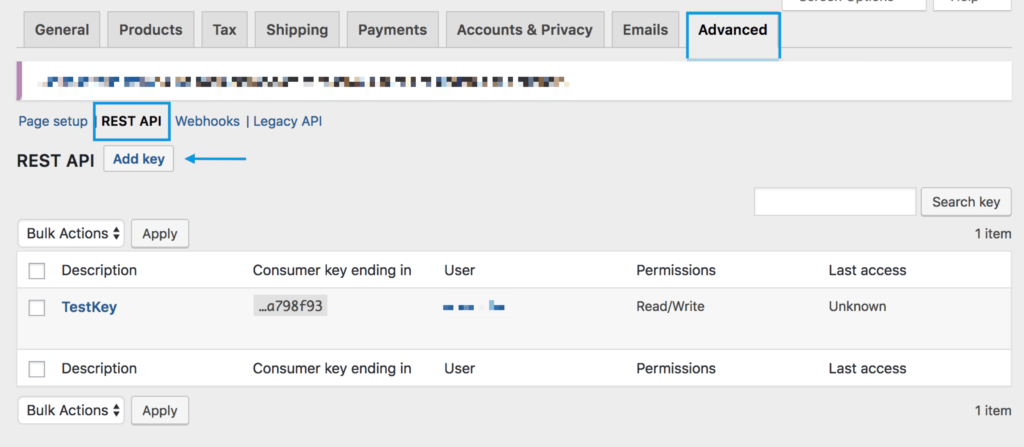 General Products Tax Shipping Payments Accounts & Privacy Emails Advanced
Page setup | REST API Webhooks | Legacy API
REST API Add key
Search key
Bulk Actions Apply 1 item
Description Consumer key ending in User Permissions Last access
TestKey …a798f93 Read/Write Unknown
Description Consumer key ending in User Permissions Last access
Bulk Actions Apply 1 item